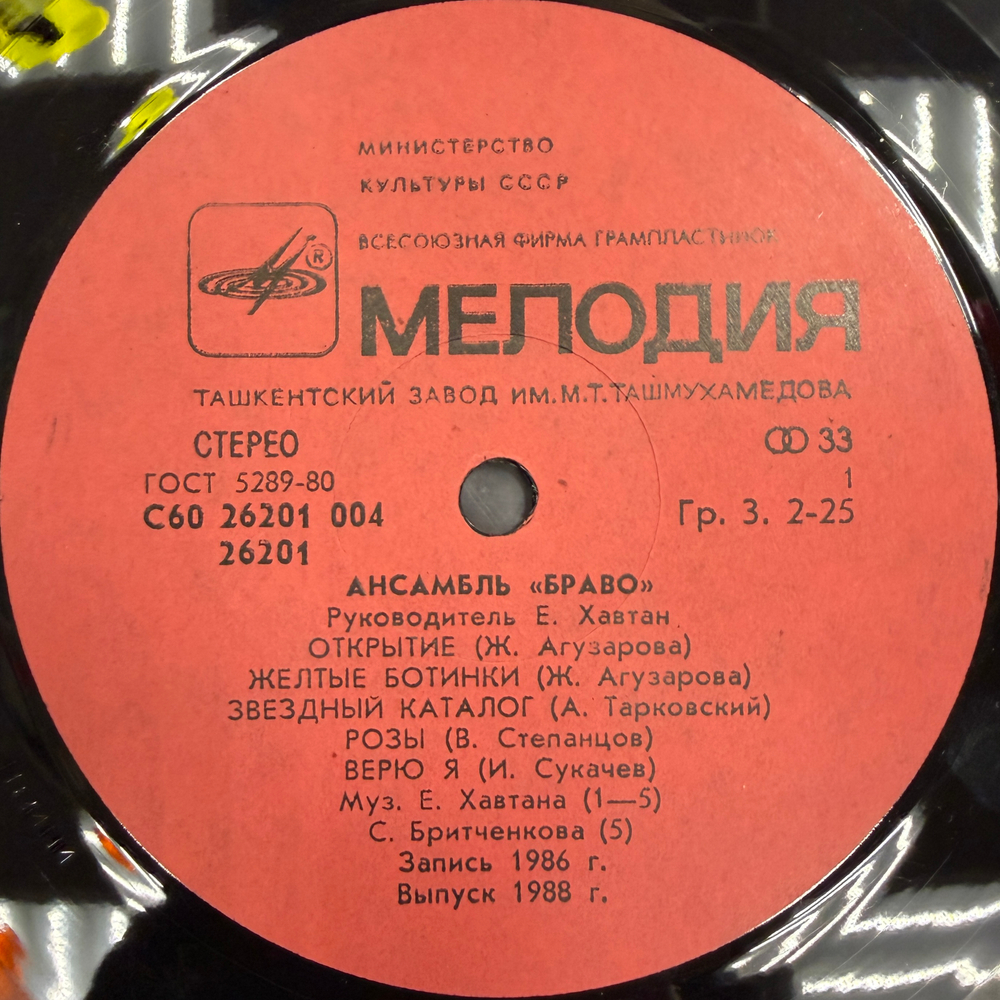 МИНИСТЕРСТВО
КУЛЬТУРЫ СССР
ВСЕСОЮЗНАЯ ФИРМА ГРАМПЛАСТИНОК
®
МЕЛОДИЯ
ТАШКЕНТСКИЙ ЗАВОД ИМ.М.Т.ТАШМУХАМЕДОВА
СТЕРЕО
33
ГОСТ 5289-80
1
С60 26201 004
Гр. 3. 2-25
26201
АНСАМБЛЬ «БРАВО»
Руководитель Е. Хавтан
ОТКРЫТИЕ (Ж. Агузарова)
ЖЕЛТЫЕ БОТИНКИ (Ж. Агузарова)
ЗВЕЗДНЫЙ КАТАЛОГ (А. Тарковский)
РОЗЫ (В. Степанцов)
ВЕРЮ Я (И. Сукачев)
Муз. Е. Хавтана (1—5)
С. Бритченкова (5)
Запись 1986 г.
Выпуск 1988 г.